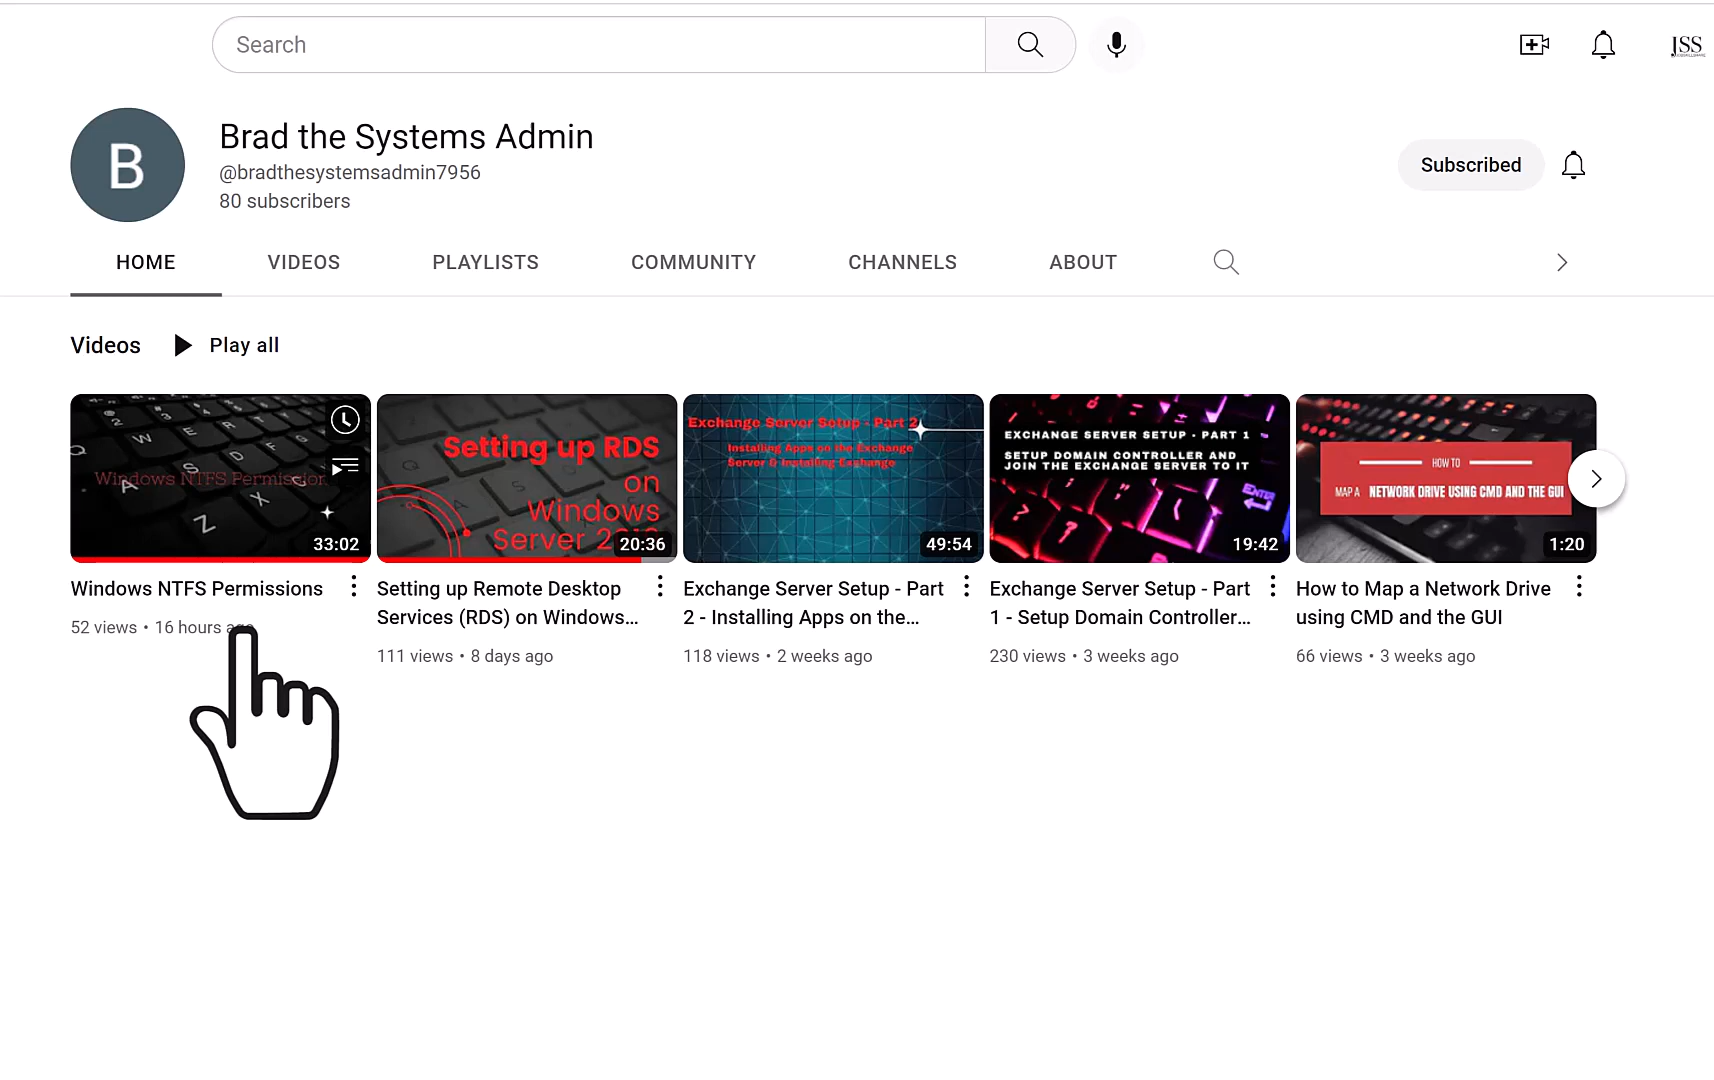 Search
JSS
B
Brad the Systems Admin
@bradthesystemsadmin7956
80 subscribers
Subscribed
HOME
VIDEOS
PLAYLISTS
COMMUNITY
CHANNELS
ABOUT
Videos
Play all
Windows NTFS Permission
33:02
Windows NTFS Permissions
52 views • 16 hours ago
Setting up RDS
on
Windows
Server
20:36
Setting up Remote Desktop
Services (RDS) on Windows...
111 views • 8 days ago
Exchange Server Setup - Part 2
Installing Apps on the Exchange
Server & Installing Exchange
49:54
Exchange Server Setup - Part
2 - Installing Apps on the...
118 views • 2 weeks ago
EXCHANGE SERVER SETUP - PART 1
SETUP DOMAIN CONTROLLER AND
JOIN THE EXCHANGE SERVER TO IT
ENTER
19:42
Exchange Server Setup - Part
1 - Setup Domain Controller...
230 views • 3 weeks ago
HOW TO
MAP A NETWORK DRIVE USING CMD AND THE GUI
1:20
How to Map a Network Drive
using CMD and the GUI
66 views • 3 weeks ago